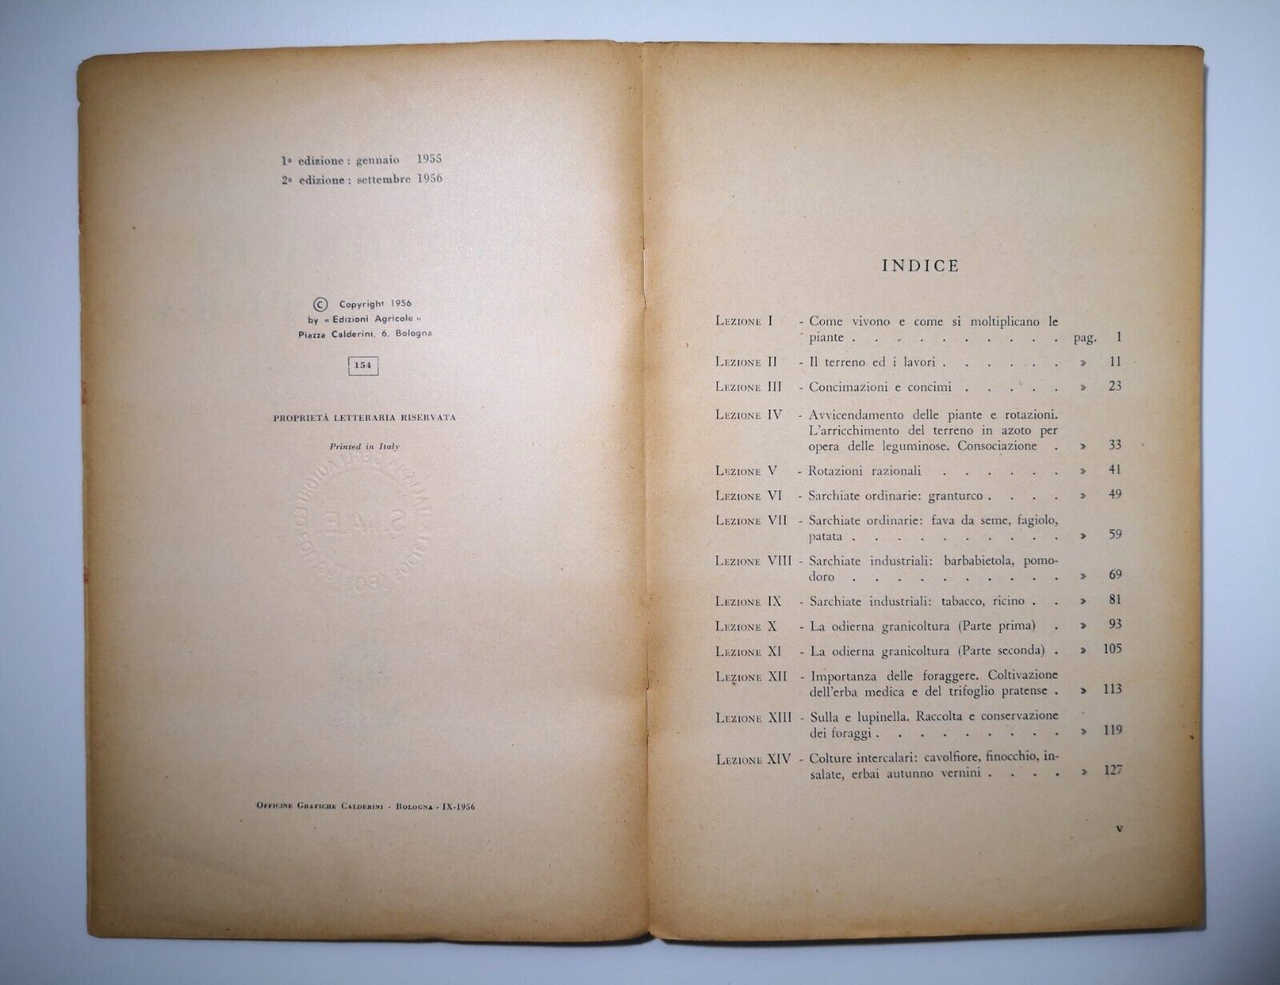 1ª edizione: gennaio 1955
2ª edizione: settembre 1956
© Copyright 1956
by « Edizioni Agricole »
Piazza Calderini, 6, Bologna
154
PROPRIETÀ LETTERARIA RISERVATA
Printed in Italy
S.I.A.E.
OFFICINE GRAFICHE CALDERINI - BOLOGNA - IX-1956
INDICE
LEZIONE I - Come vivono e come si moltiplicano le
piante . . . . . . . . . . pag. 1
LEZIONE II - Il terreno ed i lavori . . . . . . » 11
LEZIONE III - Concimazioni e concimi . . . . . » 23
LEZIONE IV - Avvicendamento delle piante e rotazioni.
L'arricchimento del terreno in azoto per
opera delle leguminose. Consociazione . » 33
LEZIONE V - Rotazioni razionali . . . . . . » 41
LEZIONE VI - Sarchiate ordinarie: granturco . . . . » 49
LEZIONE VII - Sarchiate ordinarie: fava da seme, fagiolo,
patata . . . . . . . . . . » 59
LEZIONE VIII - Sarchiate industriali: barbabietola, pomo-
doro . . . . . . . . . . » 69
LEZIONE IX - Sarchiate industriali: tabacco, ricino . . » 81
LEZIONE X - La odierna granicoltura (Parte prima) . » 93
LEZIONE XI - La odierna granicoltura (Parte seconda) . » 105
LEZIONE XII - Importanza delle foraggere. Coltivazione
dell'erba medica e del trifoglio pratense . » 113
LEZIONE XIII - Sulla e lupinella. Raccolta e conservazione
dei foraggi . . . . . . . . . » 119
LEZIONE XIV - Colture intercalari: cavolfiore, finocchio, in-
salate, erbai autunno vernini . . . . » 127
V